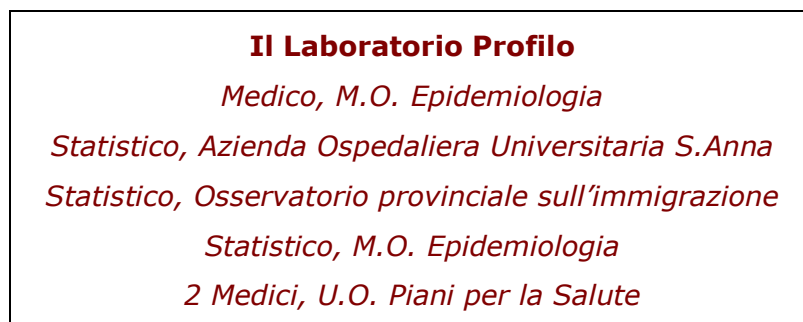 Il Laboratorio Profilo
Medico, M.O. Epidemiologia
Statistico, Azienda Ospedaliera Universitaria S.Anna
Statistico, Osservatorio provinciale sull’immigrazione
Statistico, M.O. Epidemiologia
2 Medici, U.O. Piani per la Salute